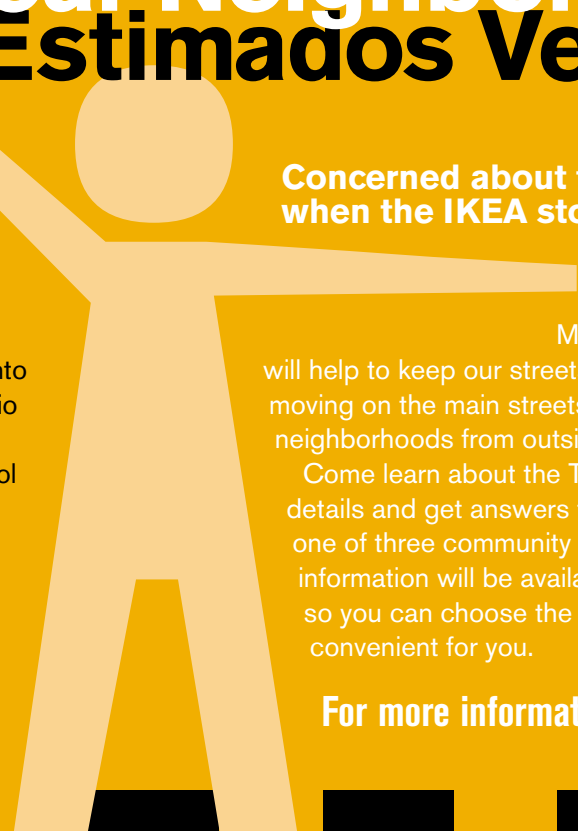 Neighbor
Estimados Ve
Concerned about
when the IKEA sto
nto
io
ol
M
will help to keep our street
moving on the main streets
neighborhoods from outsi
Come learn about the T
details and get answers
one of three community
information will be availa
so you can choose the
convenient for you.
For more informat